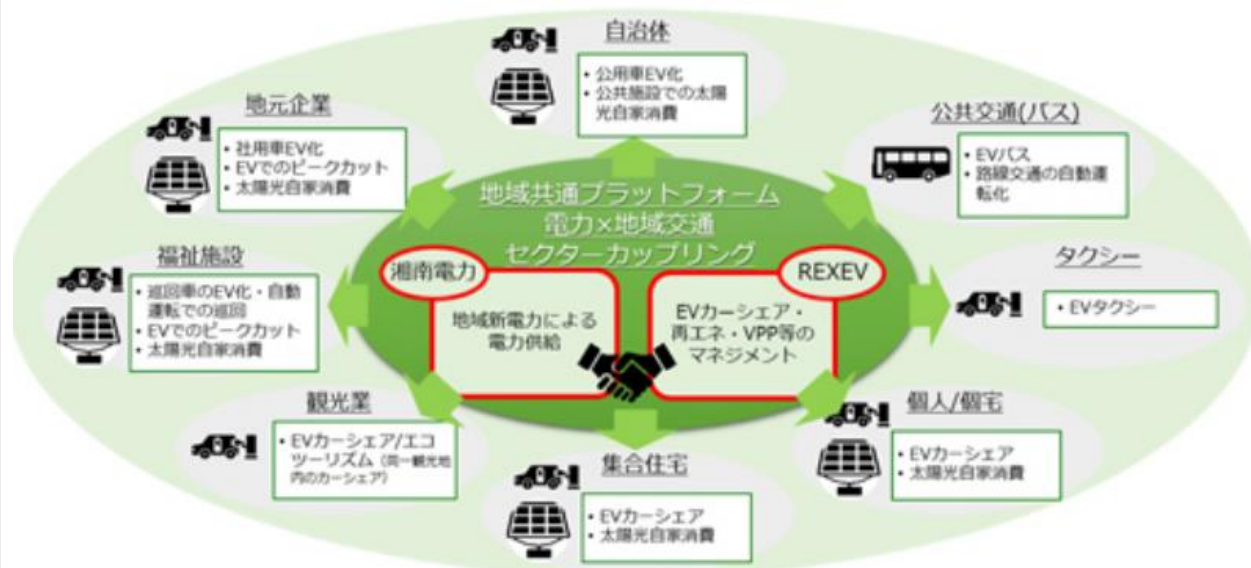 自治体
• 公用車EV化
• 公共施設での太陽
光自家消費
地元企業
• 社用車EV化
• EVでのピークカット
• 太陽光自家消費
公共交通(バス)
• EVバス
• 路線交通の自動運
転化
地域共通プラットフォーム
電力×地域交通
セクターカップリング
湘南電力
地域新電力による
電力供給
REXEV
EVカーシェア・
再エネ・VPP等の
マネジメント
福祉施設
• 巡回車のEV化・自動
運転での巡回
• EVでのピークカット
• 太陽光自家消費
タクシー
• EVタクシー
観光業
• EVカーシェア/エコ
ツーリズム（同一観光地
内のカーシェア）
集合住宅
• EVカーシェア
• 太陽光自家消費
個人/個宅
• EVカーシェア
• 太陽光自家消費